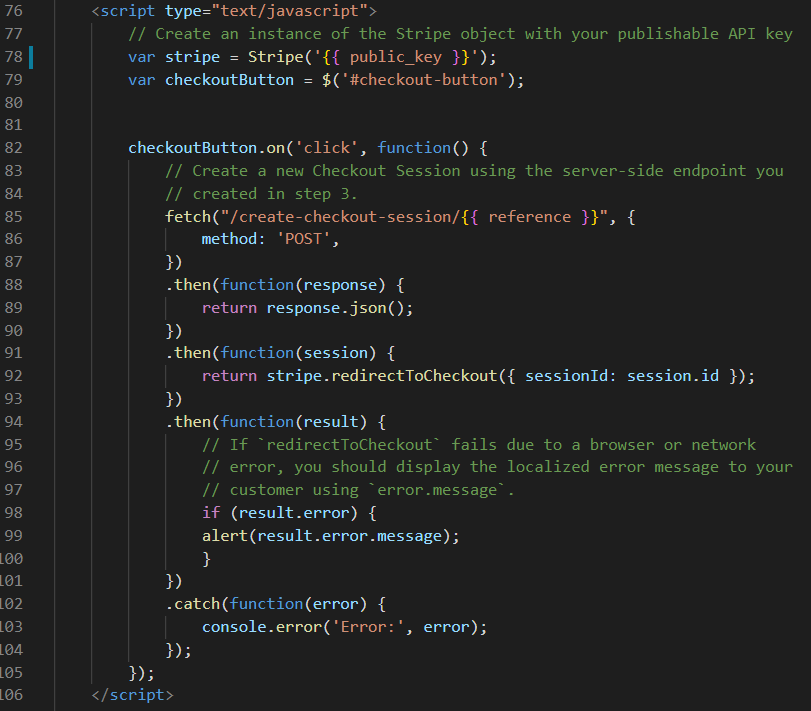 76 <script type="text/javascript">
77 // Create an instance of the Stripe object with your publishable API key
78 var stripe = Stripe('{{ public_key }}');
79 var checkoutButton = $('#checkout-button');
80
81
82 checkoutButton.on('click', function() {
83 // Create a new Checkout Session using the server-side endpoint you
84 // created in step 3.
85 fetch("/create-checkout-session/{{ reference }}", {
86 method: 'POST',
87 })
88 .then(function(response) {
89 return response.json();
90 })
91 .then(function(session) {
92 return stripe.redirectToCheckout({ sessionId: session.id });
93 })
94 .then(function(result) {
95 // If `redirectToCheckout` fails due to a browser or network
96 // error, you should display the localized error message to your
97 // customer using `error.message`.
98 if (result.error) {
99 alert(result.error.message);
100 }
101 })
102 .catch(function(error) {
103 console.error('Error:', error);
104 });
105 });
106 </script>